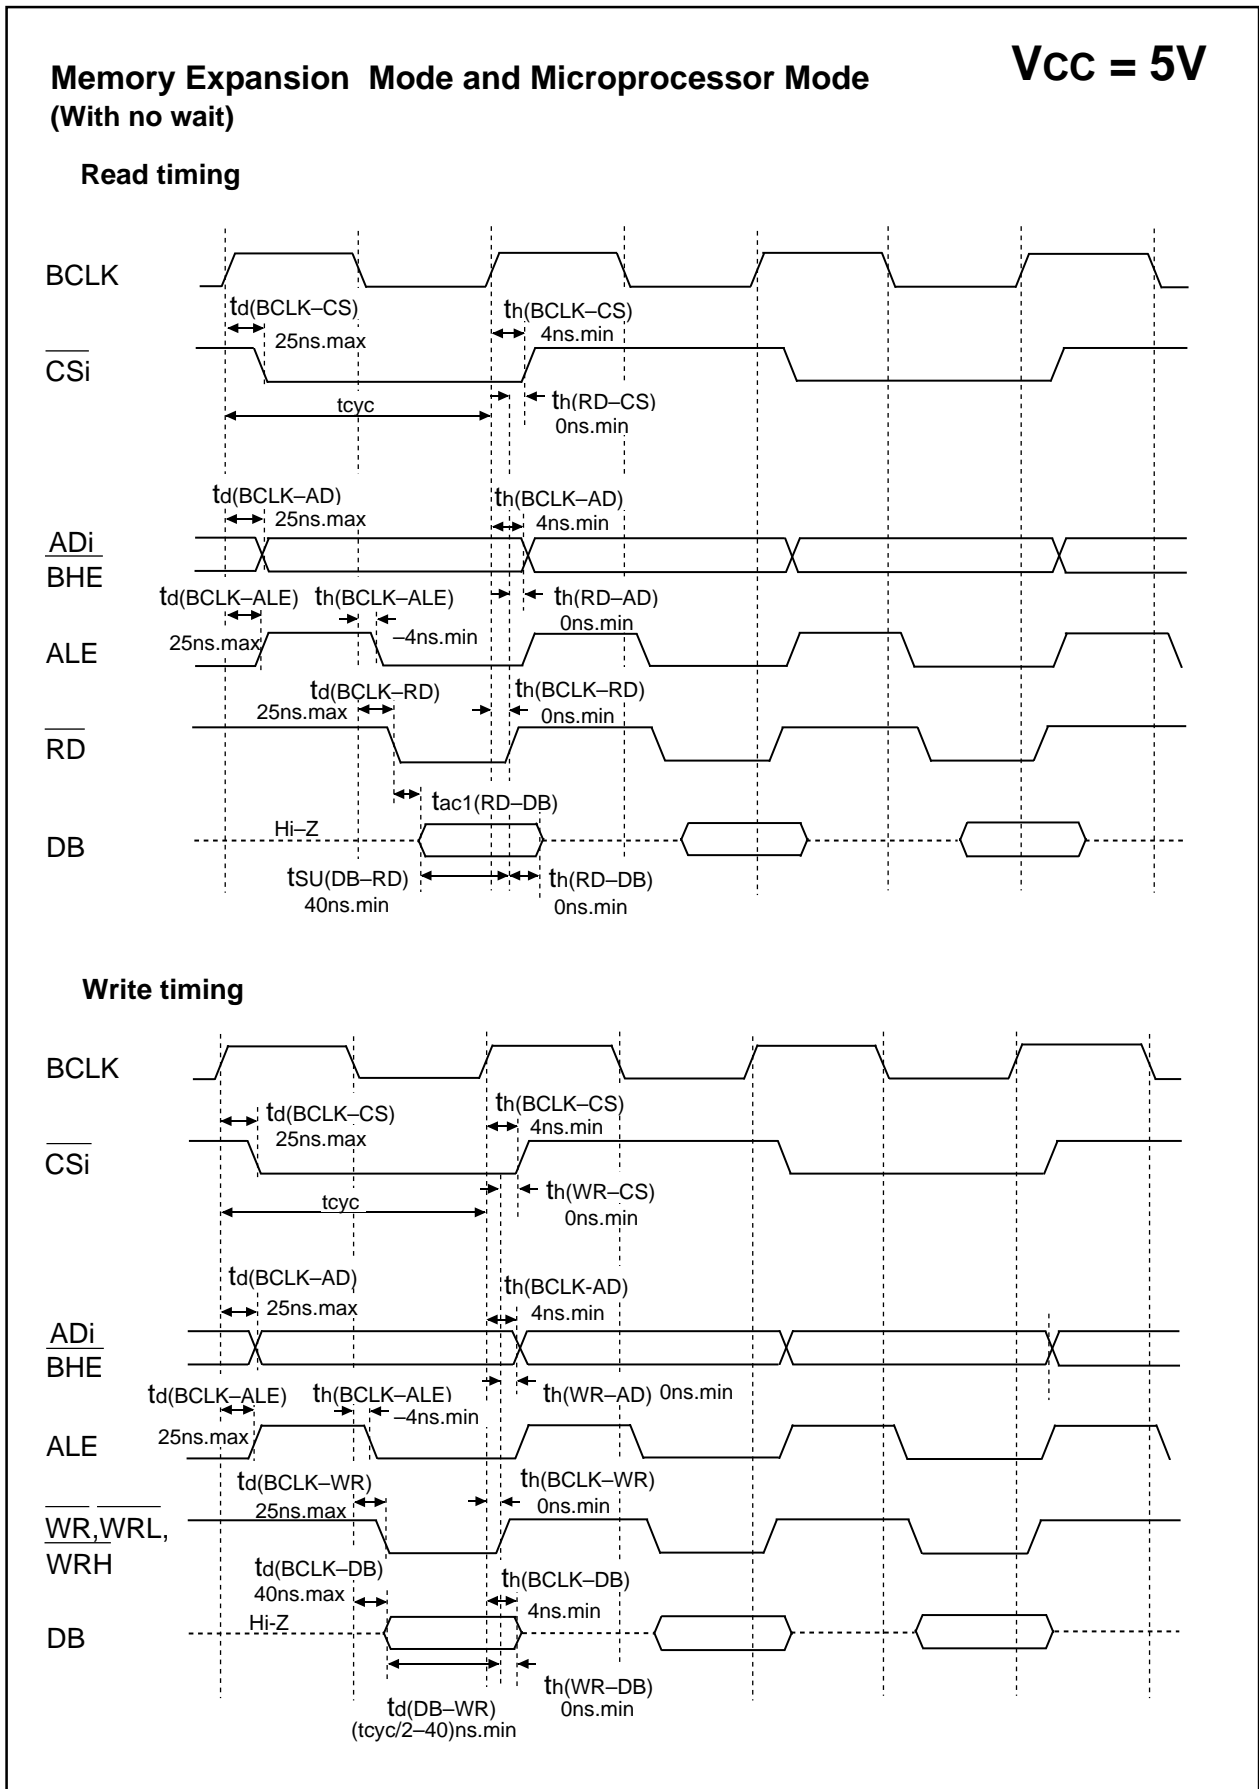 Memory Expansion Mode and Microprocessor Mode
VCC = 5V
(With no wait)
Read timing
BCLK
td(BCLK–CS)
25ns.max
th(BCLK–CS)
4ns.min
CSi
tcyc
th(RD–CS)
0ns.min
td(BCLK–AD)
25ns.max
th(BCLK–AD)
4ns.min
ADi
BHE
td(BCLK–ALE)
25ns.max
th(BCLK–ALE)
–4ns.min
th(RD–AD)
0ns.min
ALE
td(BCLK–RD)
25ns.max
th(BCLK–RD)
0ns.min
RD
tac1(RD–DB)
Hi–Z
DB
tSU(DB–RD)
40ns.min
th(RD–DB)
0ns.min
Write timing
BCLK
td(BCLK–CS)
25ns.max
th(BCLK–CS)
4ns.min
CSi
tcyc
th(WR–CS)
0ns.min
td(BCLK–AD)
25ns.max
th(BCLK-AD)
4ns.min
ADi
BHE
td(BCLK–ALE)
25ns.max
th(BCLK–ALE)
–4ns.min
th(WR–AD) 0ns.min
ALE
td(BCLK–WR)
25ns.max
th(BCLK–WR)
0ns.min
WR,WRL,
WRH
td(BCLK–DB)
40ns.max
th(BCLK–DB)
4ns.min
Hi-Z
DB
td(DB–WR)
(tcyc/2–40)ns.min
th(WR–DB)
0ns.min